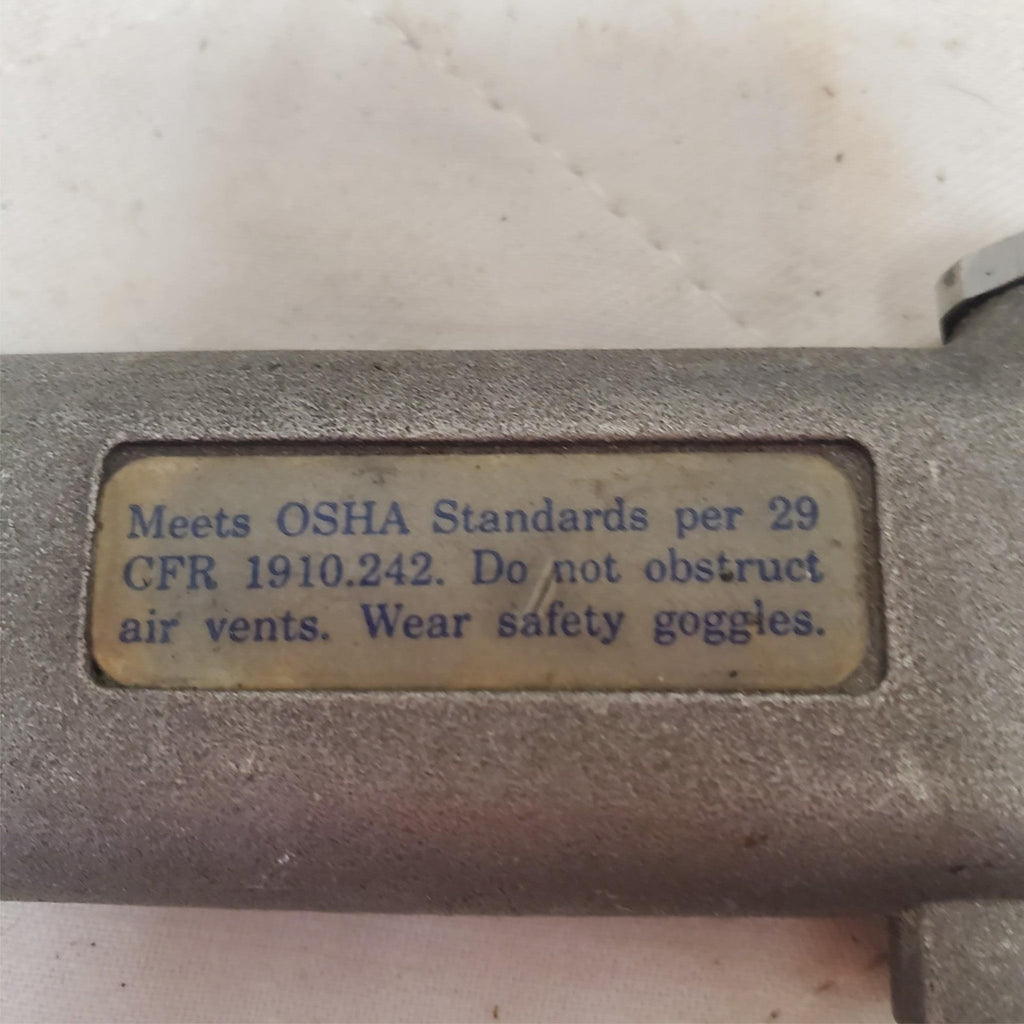 Meets OSHA Standards per 29
CFR 1910.242. Do not obstruct
air vents. Wear safety goggles.